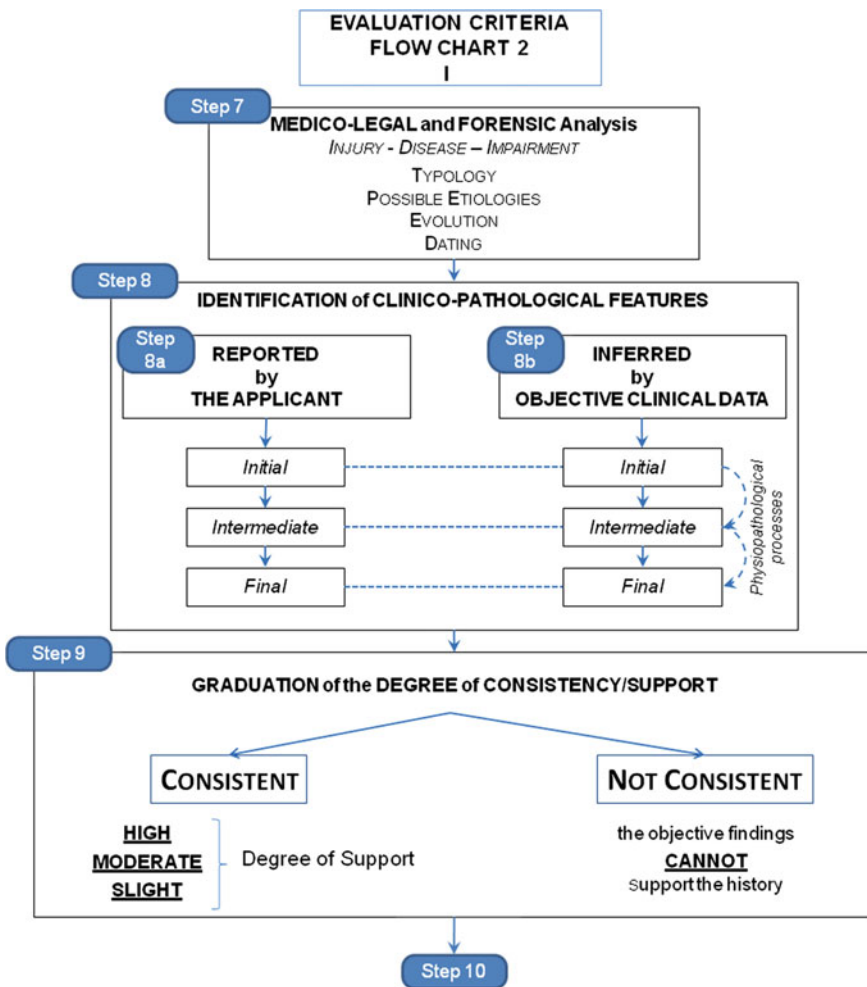 EVALUATION CRITERIA
FLOW CHART 2
I
Step 7
MEDICO-LEGAL and FORENSIC Analysis
INJURY - DISEASE – IMPAIRMENT
TYPOLOGY
POSSIBLE ETIOLOGIES
EVOLUTION
DATING
Step 8
IDENTIFICATION of CLINICO-PATHOLOGICAL FEATURES
Step
8a
REPORTED
by
THE APPLICANT
Step
8b
INFERRED
by
OBJECTIVE CLINICAL DATA
Initial
Initial
Intermediate
Intermediate
Final
Final
Physiopathological
processes
Step 9
GRADUATION of the DEGREE of CONSISTENCY/SUPPORT
CONSISTENT
HIGH
MODERATE
SLIGHT
Degree of Support
NOT CONSISTENT
the objective findings
CANNOT
support the history
Step 10